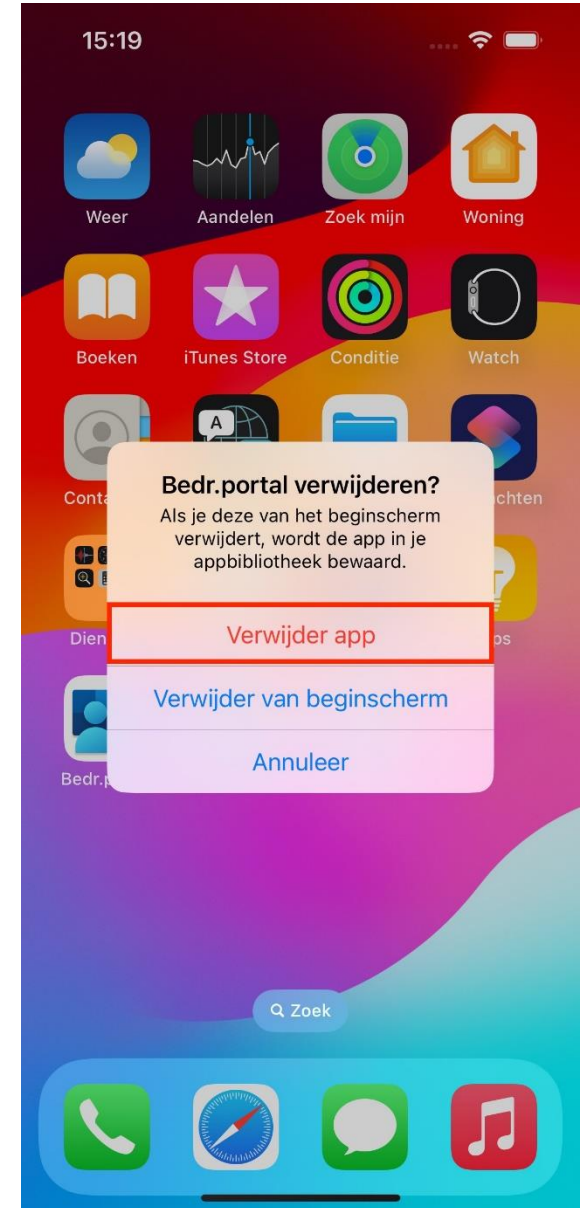 15:19
Weer Aandelen Zoek mijn Woning
Boeken iTunes Store Conditie Watch
A
Bedr.portal verwijderen?
Als je deze van het beginscherm
verwijdert, wordt de app in je
appbibliotheek bewaard.
Verwijder app
Verwijder van beginscherm
Annuleer
Zoek